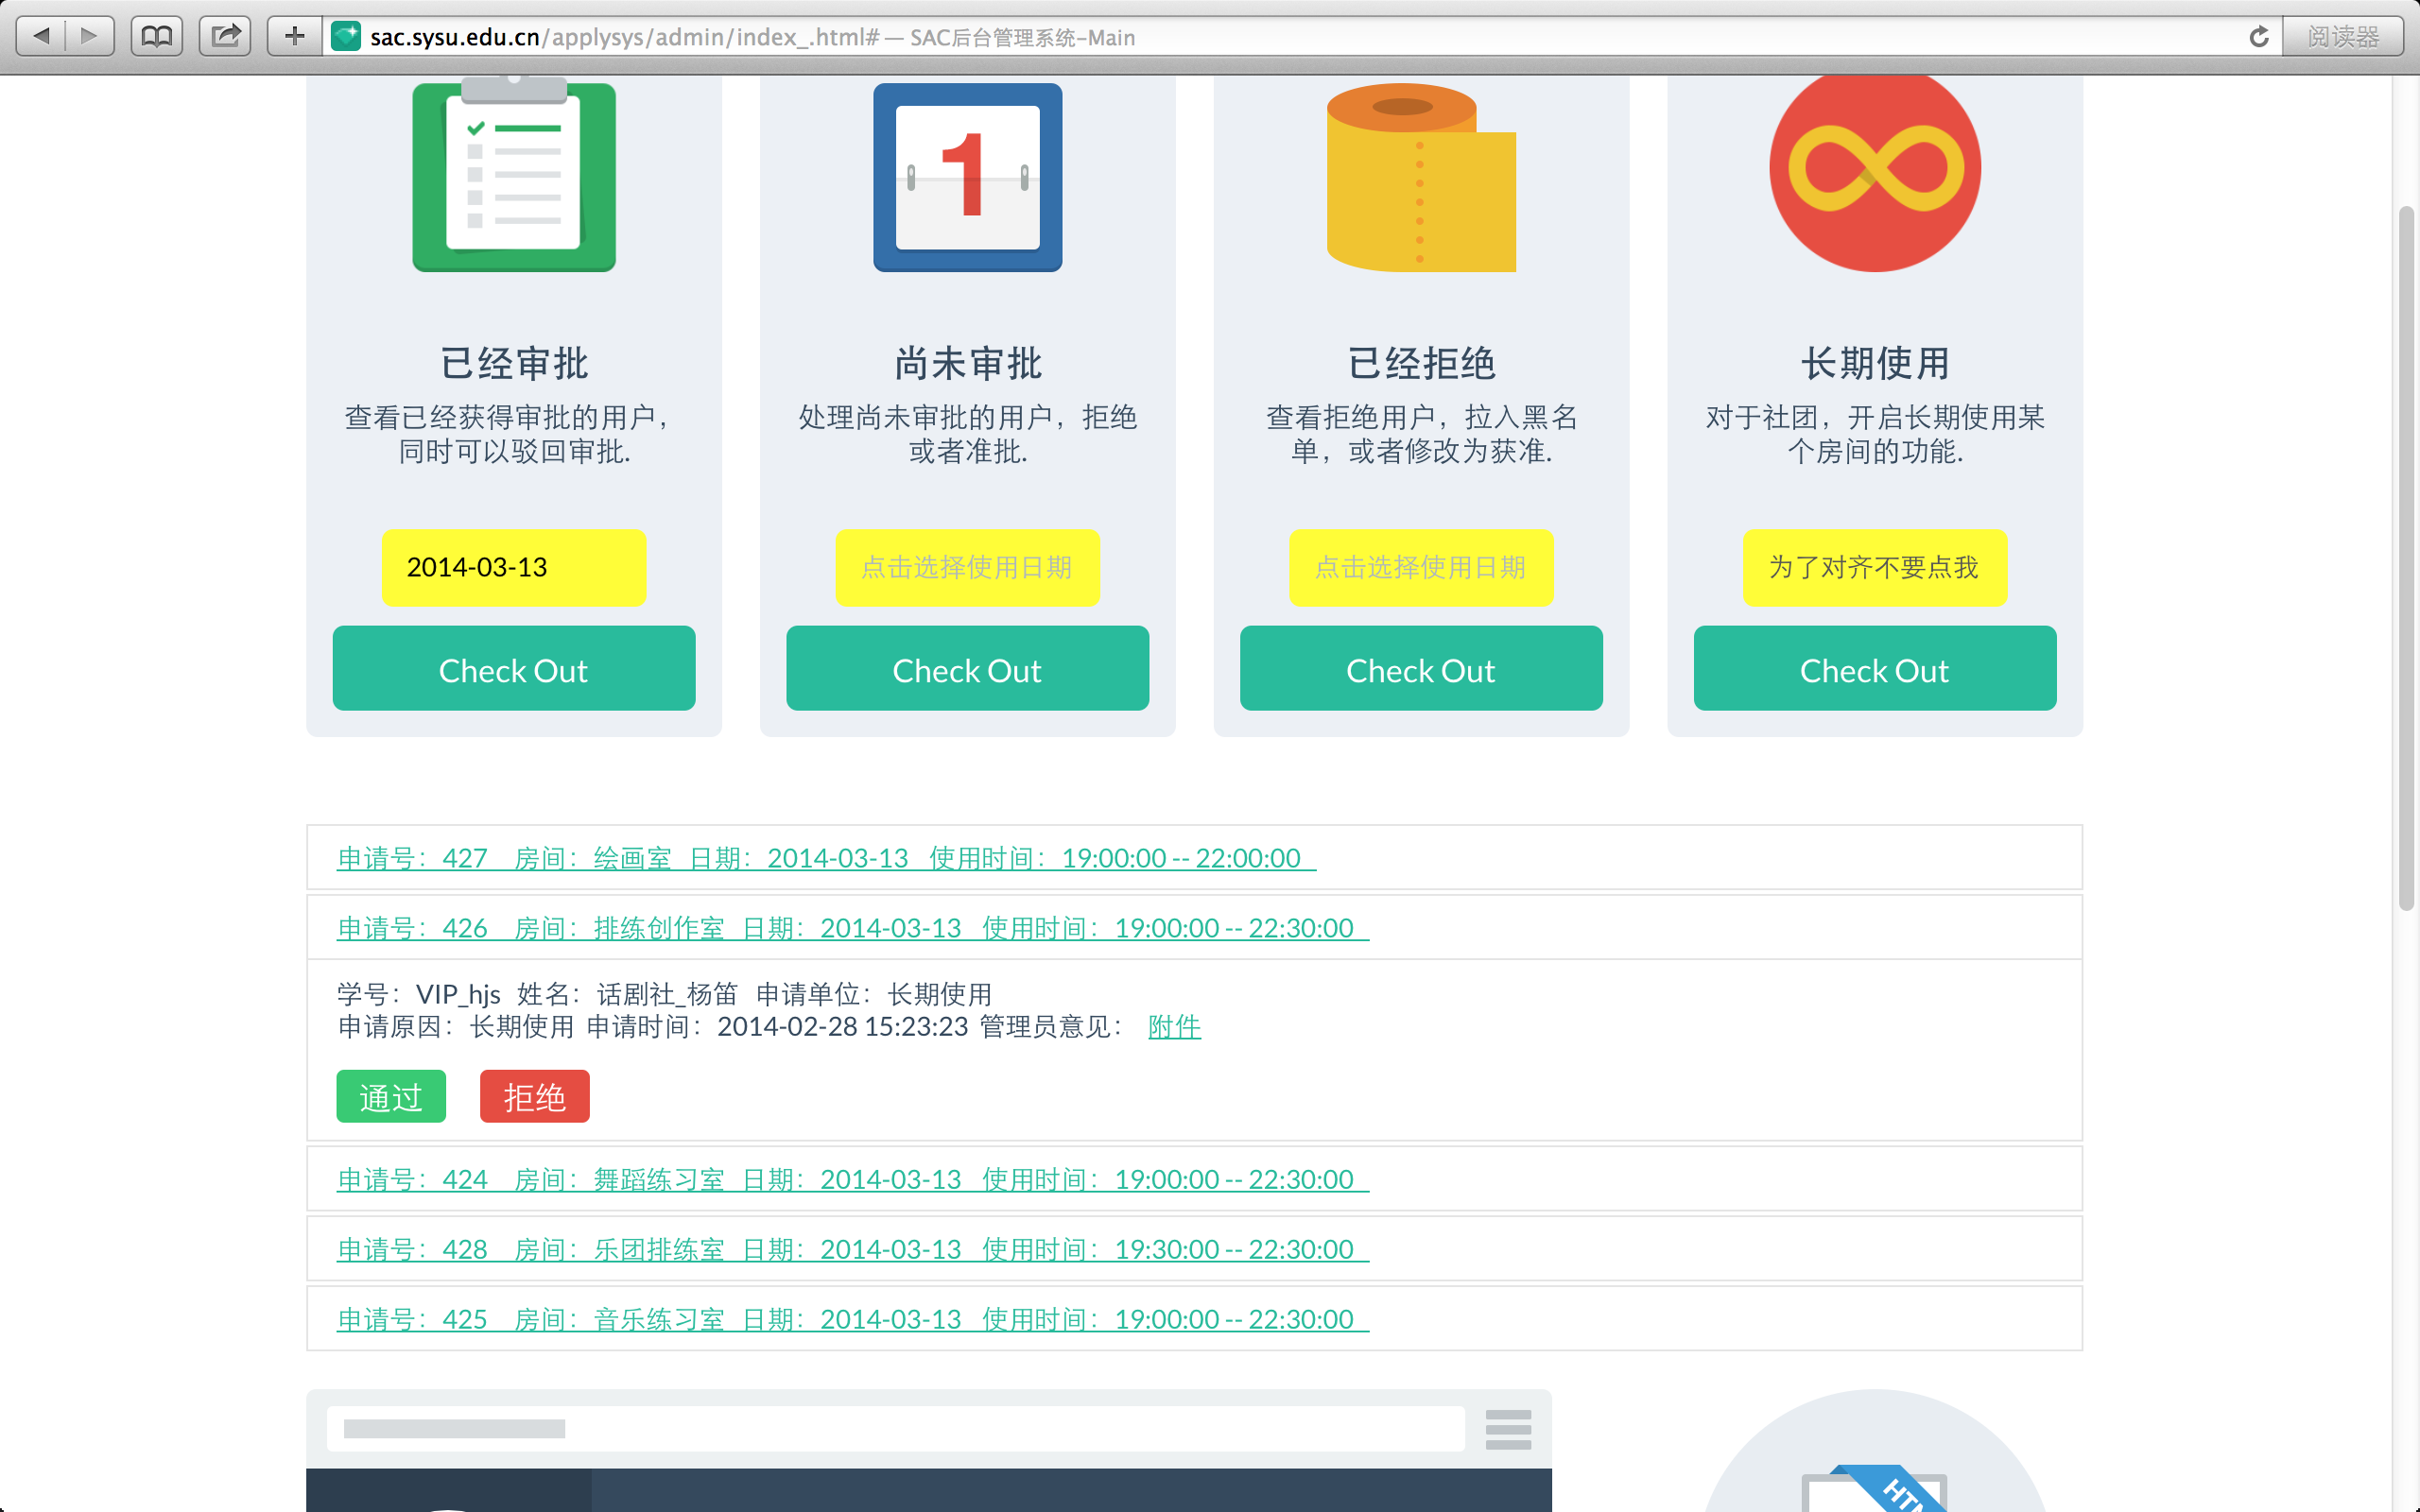 sac.sysu.edu.cn/applysys/admin/index_.html# — SAC后台管理系统-Main
阅读器
1
已经审批
查看已经获得审批的用户，
同时可以驳回审批.
2014-03-13
Check Out
尚未审批
处理尚未审批的用户，拒绝
或者准批.
点击选择使用日期
Check Out
已经拒绝
查看拒绝用户，拉入黑名
单，或者修改为获准.
点击选择使用日期
Check Out
长期使用
对于社团，开启长期使用某
个房间的功能.
为了对齐不要点我
Check Out
申请号：427 房间：绘画室 日期：2014-03-13 使用时间：19:00:00 -- 22:00:00
申请号：426 房间：排练创作室 日期：2014-03-13 使用时间：19:00:00 -- 22:30:00
学号：VIP_hjs 姓名：话剧社_杨笛 申请单位：长期使用
申请原因：长期使用 申请时间：2014-02-28 15:23:23 管理员意见： 附件
通过 拒绝
申请号：424 房间：舞蹈练习室 日期：2014-03-13 使用时间：19:00:00 -- 22:30:00
申请号：428 房间：乐团排练室 日期：2014-03-13 使用时间：19:30:00 -- 22:30:00
申请号：425 房间：音乐练习室 日期：2014-03-13 使用时间：19:00:00 -- 22:30:00